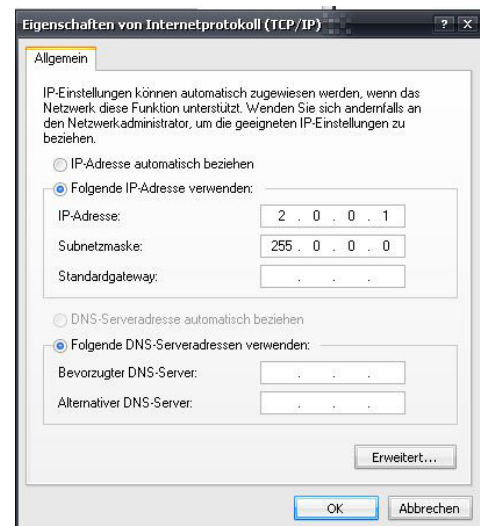 Eigenschaften von Internetprotokoll (TCP/IP)
Allgemein
IP-Einstellungen können automatisch zugewiesen werden, wenn das
Netzwerk diese Funktion unterstützt. Wenden Sie sich andernfalls an
den Netzwerkadministrator, um die geeigneten IP-Einstellungen zu
beziehen.
IP-Adresse automatisch beziehen
Folgende IP-Adresse verwenden:
IP-Adresse: 2 . 0 . 0 . 1
Subnetzmaske: 255 . 0 . 0 . 0
Standardgateway: . . .
DNS-Serveradresse automatisch beziehen
Folgende DNS-Serveradressen verwenden:
Bevorzugter DNS-Server: . . .
Alternativer DNS-Server: . . .
Erweitert...
OK Abbrechen